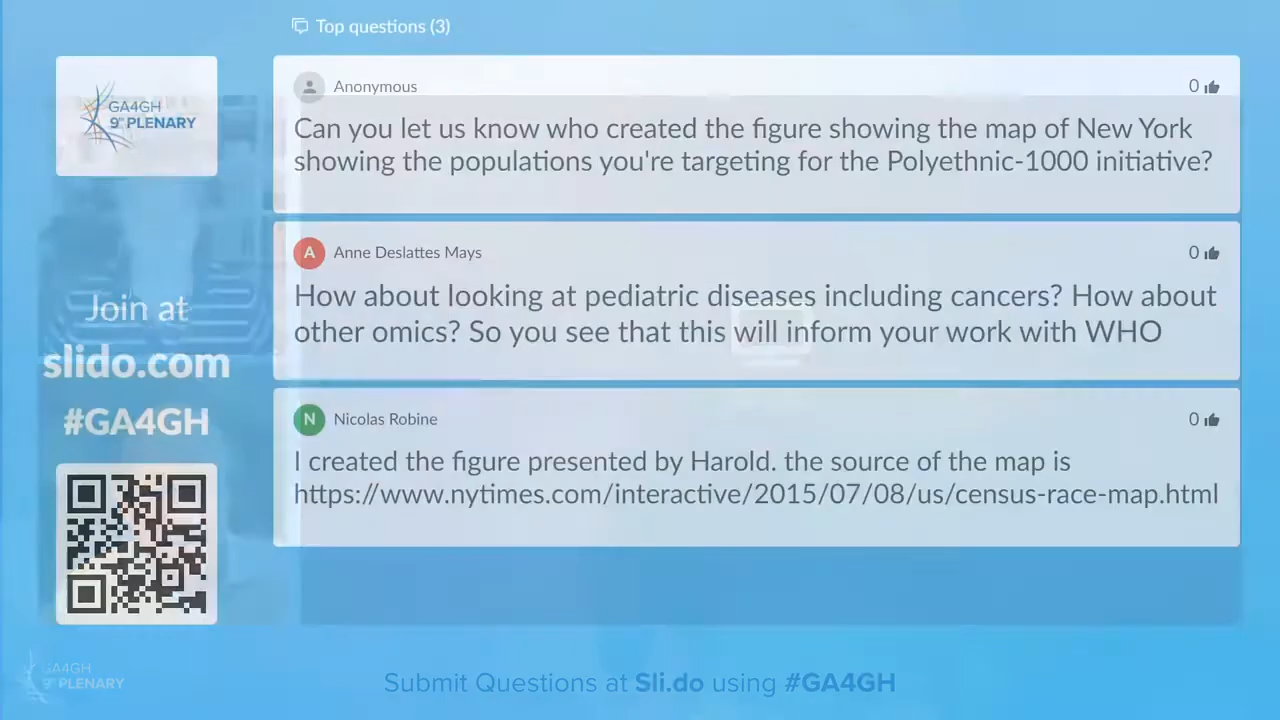 Top questions (3)
GA4GH
9TH PLENARY
Join at
slido.com
#GA4GH
Anonymous
0
Can you let us know who created the figure showing the map of New York
showing the populations you're targeting for the Polyethnic-1000 initiative?
A
Anne Deslattes Mays
0
How about looking at pediatric diseases including cancers? How about
other omics? So you see that this will inform your work with WHO
N
Nicolas Robine
0
I created the figure presented by Harold. the source of the map is
https://www.nytimes.com/interactive/2015/07/08/us/census-race-map.html
GA4GH
9TH PLENARY
Submit Questions at Sli.do using #GA4GH